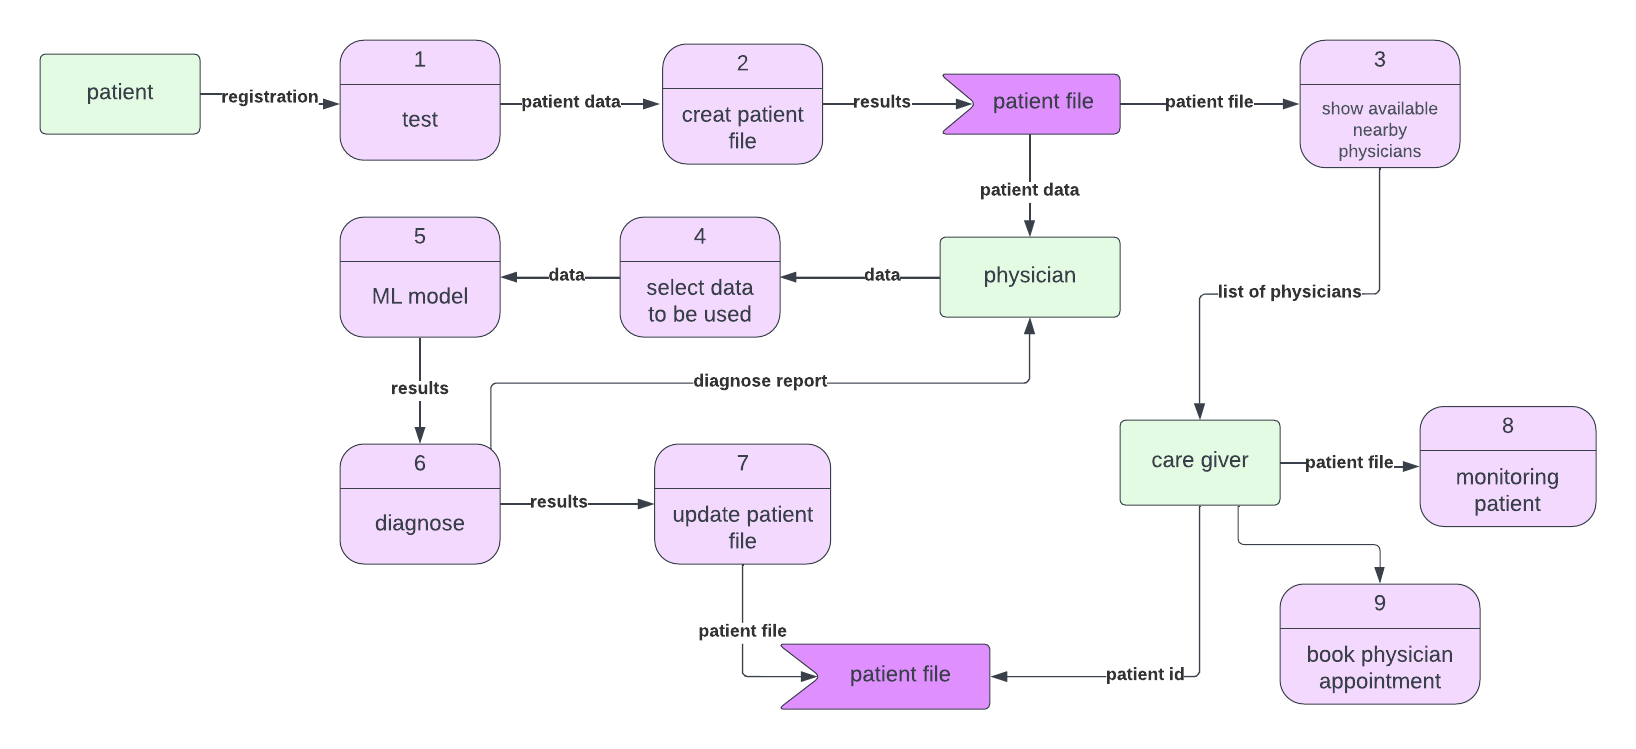 patient
registration
1
test
patient data
2
creat patient
file
results
patient file
patient file
3
show available
nearby
physicians
patient data
5
ML model
data
4
select data
to be used
data
physician
list of physicians
results
diagnose report
6
diagnose
results
7
update patient
file
care giver
patient file
8
monitoring
patient
patient file
patient file
patient id
9
book physician
appointment